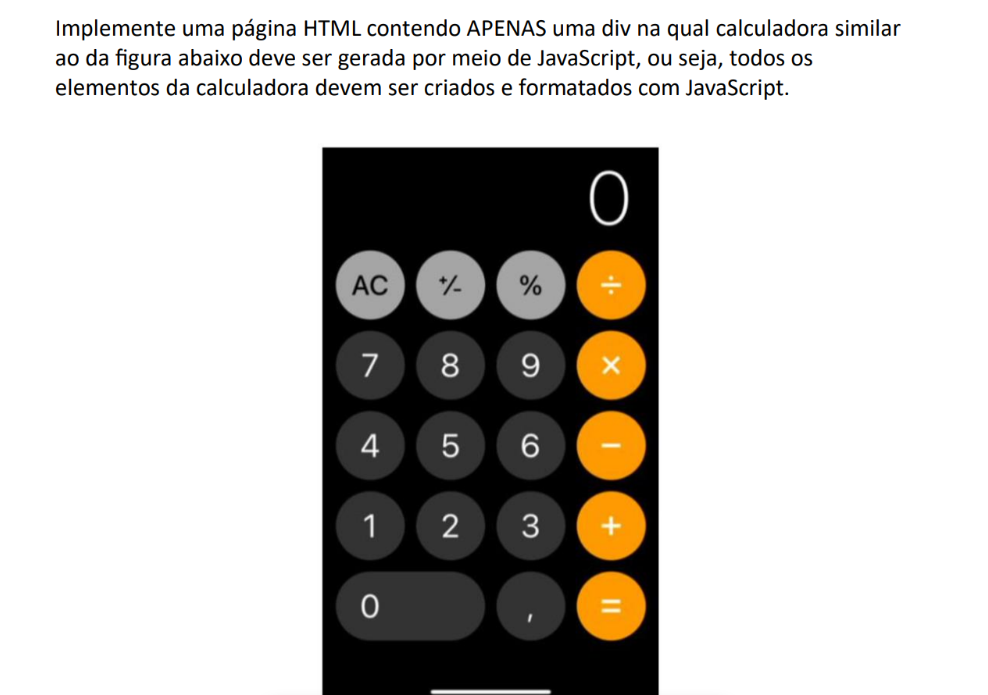 Implemente uma página HTML contendo APENAS uma div na qual calculadora similar
ao da figura abaixo deve ser gerada por meio de JavaScript, ou seja, todos os
elementos da calculadora devem ser criados e formatados com JavaScript.
0
AC +/- % ÷
7 8 9 ×
4 5 6 −
1 2 3 +
0 , =